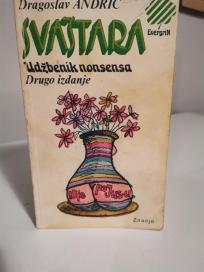 Dragoslav ANDRIĆ
SVAŠTARA
EvergriN
Udžbenik nonsensa
Drugo izdanje
Znanje